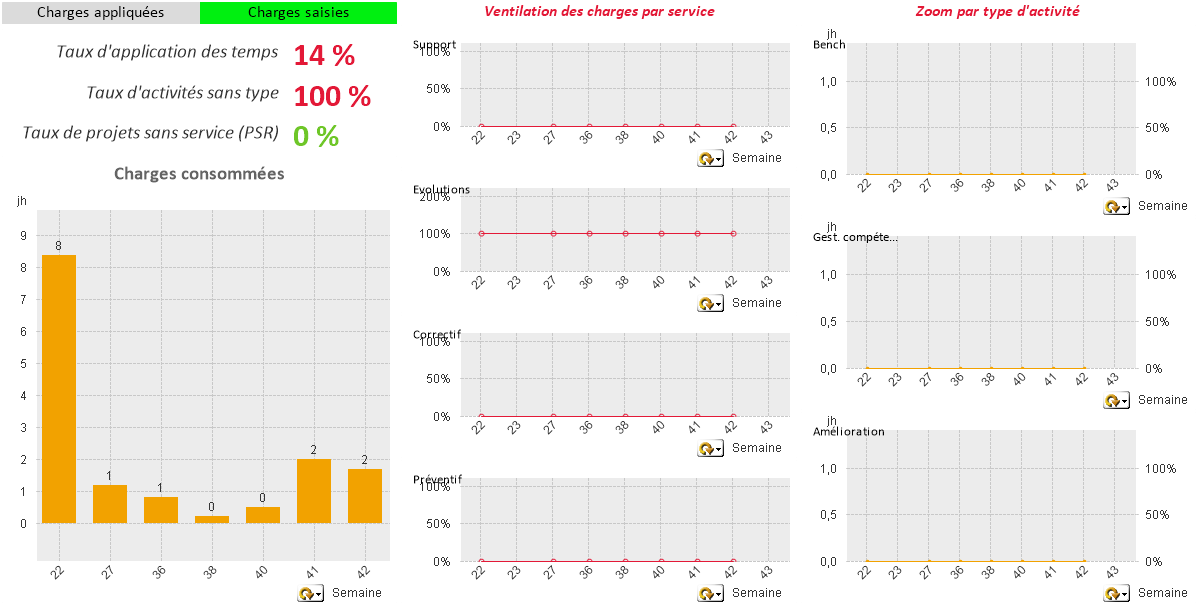 Charges appliquées
Charges saisies
Taux d'application des temps
14 %
Taux d'activités sans type
100 %
Taux de projets sans service (PSR)
0 %
Charges consommées
jh
9
8
7
6
5
4
3
2
1
0
8
1
1
0
0
2
2
22 27 36 38 40 41 42
Semaine
Ventilation des charges par service
Support
100%
50%
0%
22 23 27 36 38 40 41 42 43
Semaine
Evolutions
200%
100%
0%
22 23 27 36 38 40 41 42 43
Semaine
Correctif
100%
50%
0%
22 23 27 36 38 40 41 42 43
Semaine
Préventif
100%
50%
0%
22 23 27 36 38 40 41 42 43
Semaine
Zoom par type d'activité
jh
Bench
1,0 100%
0,5 50%
0,0 0%
22 23 27 36 38 40 41 42 43
Semaine
jh
Gest. compéte...
1,0 100%
0,5 50%
0,0 0%
22 23 27 36 38 40 41 42 43
Semaine
jh
Amélioration
1,0 100%
0,5 50%
0,0 0%
22 23 27 36 38 40 41 42 43
Semaine